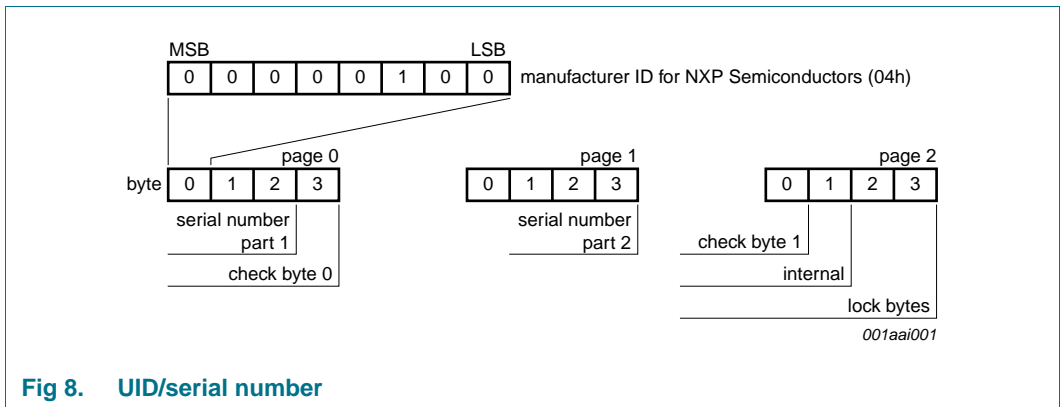 MSB LSB
0 0 0 0 0 1 0 0 manufacturer ID for NXP Semiconductors (04h)
page 0 page 1 page 2
byte 0 1 2 3 0 1 2 3 0 1 2 3
serial number serial number
part 1 part 2 check byte 1
check byte 0 internal
lock bytes
001aai001
Fig 8. UID/serial number